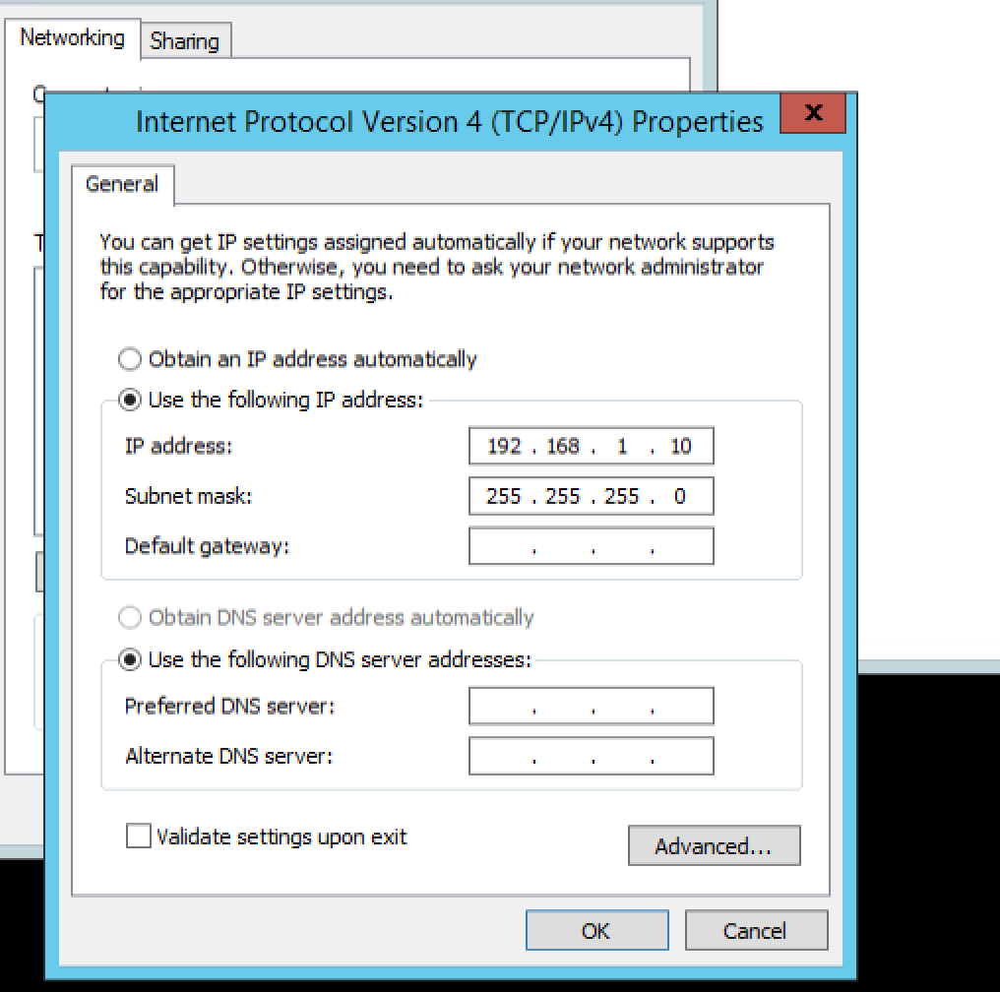 Networking
Sharing
Internet Protocol Version 4 (TCP/IPv4) Properties
X
General
You can get IP settings assigned automatically if your network supports
this capability. Otherwise, you need to ask your network administrator
for the appropriate IP settings.
Obtain an IP address automatically
Use the following IP address:
IP address: 192 . 168 . 1 . 10
Subnet mask: 255 . 255 . 255 . 0
Default gateway: . . .
Obtain DNS server address automatically
Use the following DNS server addresses:
Preferred DNS server: . . .
Alternate DNS server: . . .
Validate settings upon exit
Advanced...
OK
Cancel